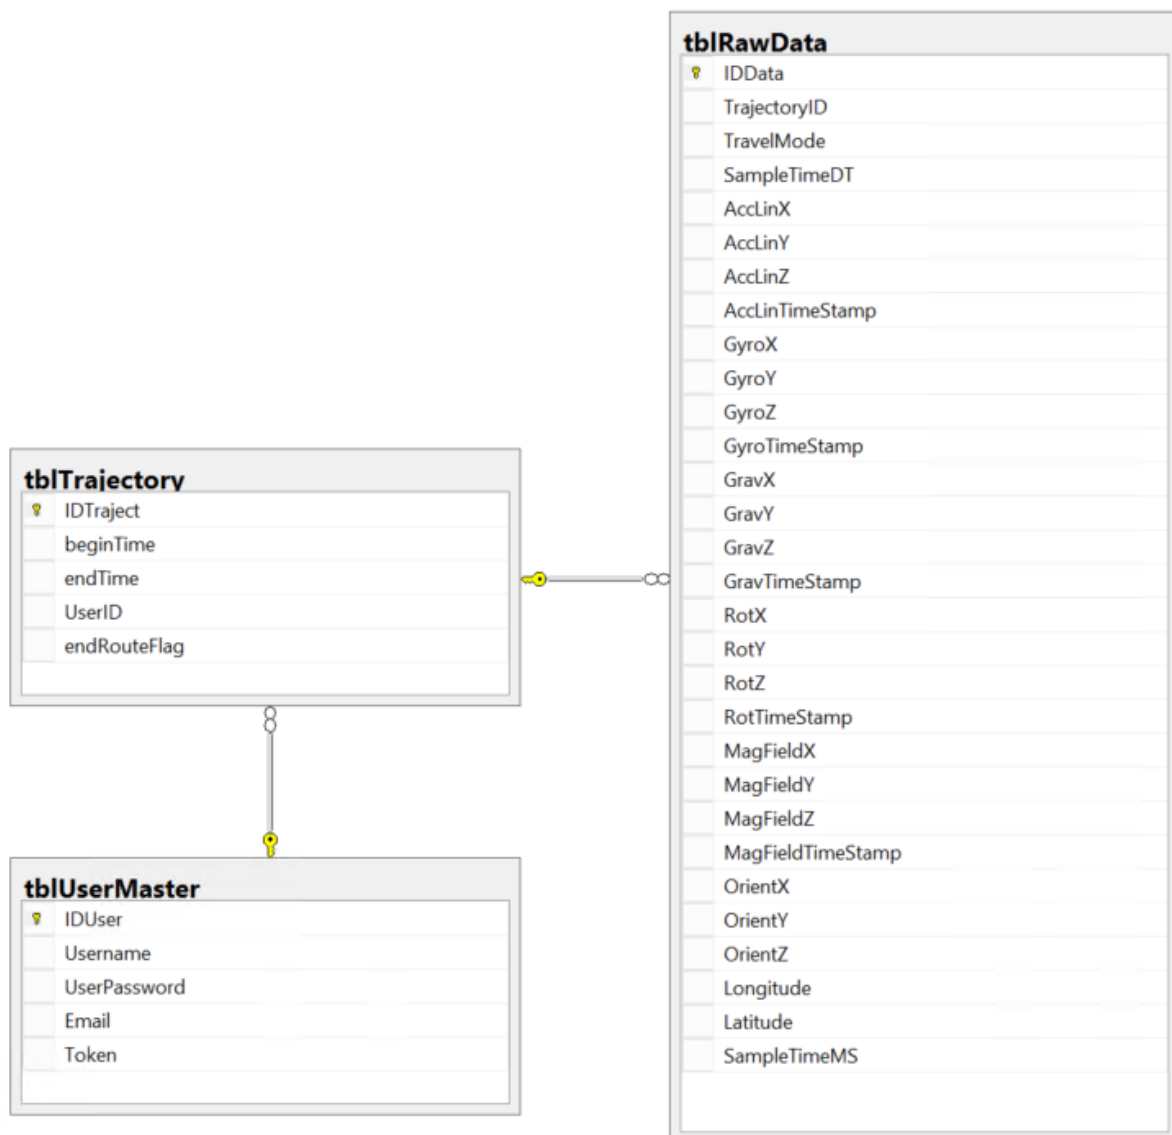 tblRawData
IDData
TrajectoryID
TravelMode
SampleTimeDT
AccLinX
AccLinY
AccLinZ
AccLinTimeStamp
GyroX
GyroY
GyroZ
GyroTimeStamp
GravX
GravY
GravZ
GravTimeStamp
RotX
RotY
RotZ
RotTimeStamp
MagFieldX
MagFieldY
MagFieldZ
MagFieldTimeStamp
OrientX
OrientY
OrientZ
Longitude
Latitude
SampleTimeMS
tblTrajectory
IDTraject
beginTime
endTime
UserID
endRouteFlag
tblUserMaster
IDUser
Username
UserPassword
Email
Token